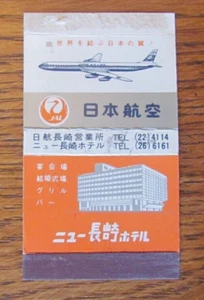 世界を結ぶ日本の翼！
JAL
日本航空
日航長崎営業所 TEL (22)4114
ニュー長崎ホテル TEL (26)6161
宴会場
結婚式場
グリル
バー
ニュー長崎ホテル